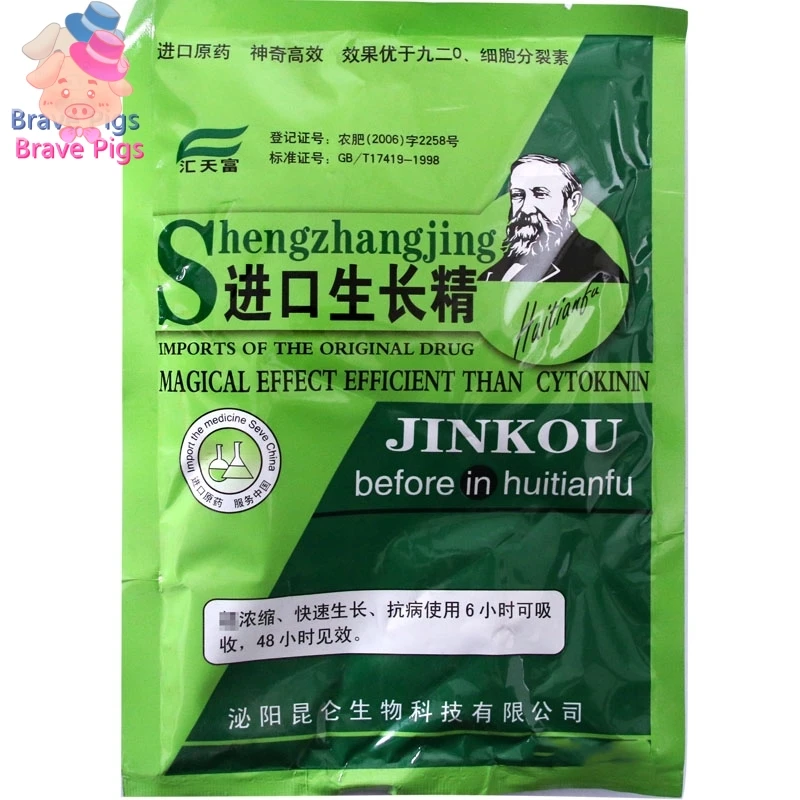 Brave Pigs
Brave Pigs
进口原药 神奇高效 效果优于九二0、细胞分裂素
汇天富
登记证号：农肥(2006)字2258号
标准证号：GB/T17419-1998
Shengzhangjing
进口生长精
Huitianfu
IMPORTS OF THE ORIGINAL DRUG
MAGICAL EFFECT EFFICIENT THAN CYTOKININ
Import the medicine Seve China
进口原药 服务中国
JINKOU
before in huitianfu
浓缩、快速生长、抗病使用6小时可吸
收，48小时见效。
泌阳昆仑生物科技有限公司